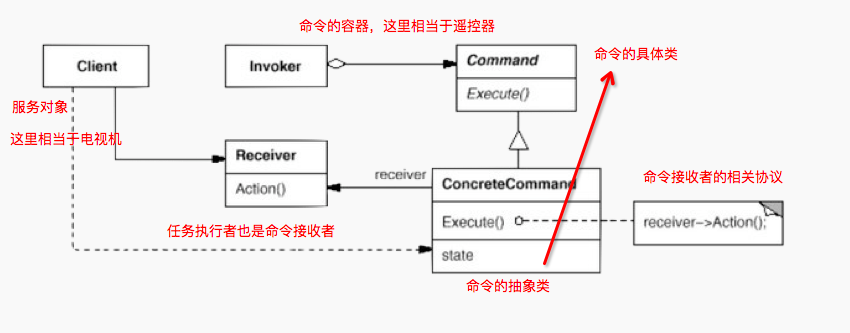 命令的容器，这里相当于遥控器
Client
Invoker
Command
Execute()
命令的具体类
服务对象
这里相当于电视机
Receiver
Action()
receiver
ConcreteCommand
Execute()
state
命令接收者的相关协议
receiver->Action();
任务执行者也是命令接收者
命令的抽象类